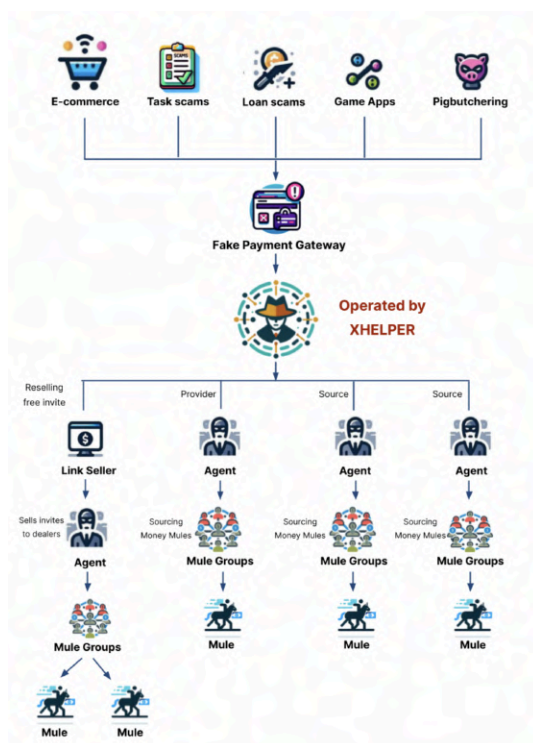 E-commerce
Task scams
Loan scams
Game Apps
Pigbutchering
Fake Payment Gateway
Operated by
XHELPER
Reselling
free invite
Provider
Source
Source
Link Seller
Agent
Agent
Agent
Sells invites
to dealers
Agent
Sourcing
Money Mules
Mule Groups
Sourcing
Money Mules
Mule Groups
Sourcing
Money Mules
Mule Groups
Mule Groups
Mule
Mule
Mule
Mule
Mule